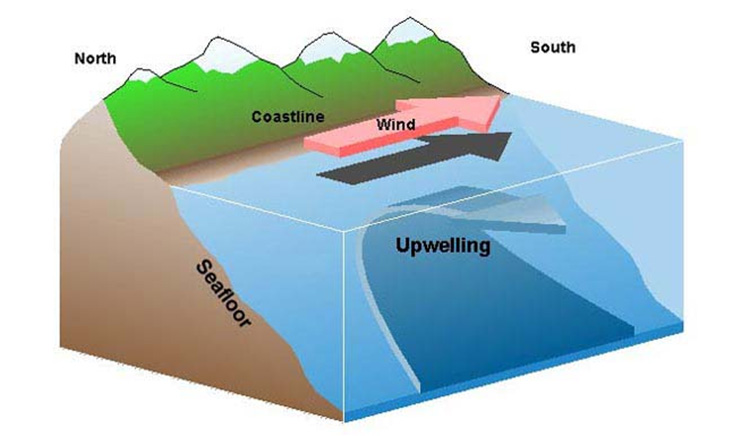 North
South
Coastline
Wind
Upwelling
Seafloor